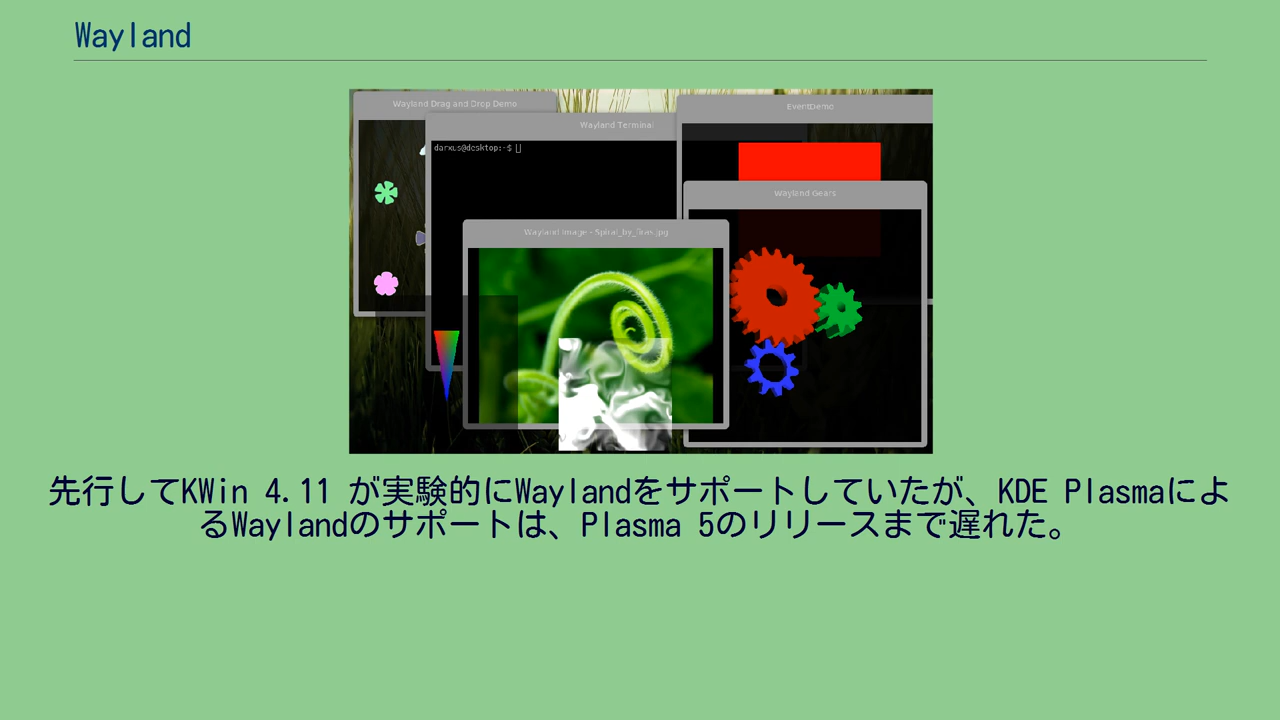 Wayland
Wayland Drag and Drop Demo
EventDemo
Wayland Terminal
darxus@desktop:~$
Wayland Gears
Wayland Image - Spiral_by_Brao.jpg
先行してKWin 4.11 が実験的にWaylandをサポートしていたが、KDE Plasmaによ
るWaylandのサポートは、Plasma 5のリリースまで遅れた。